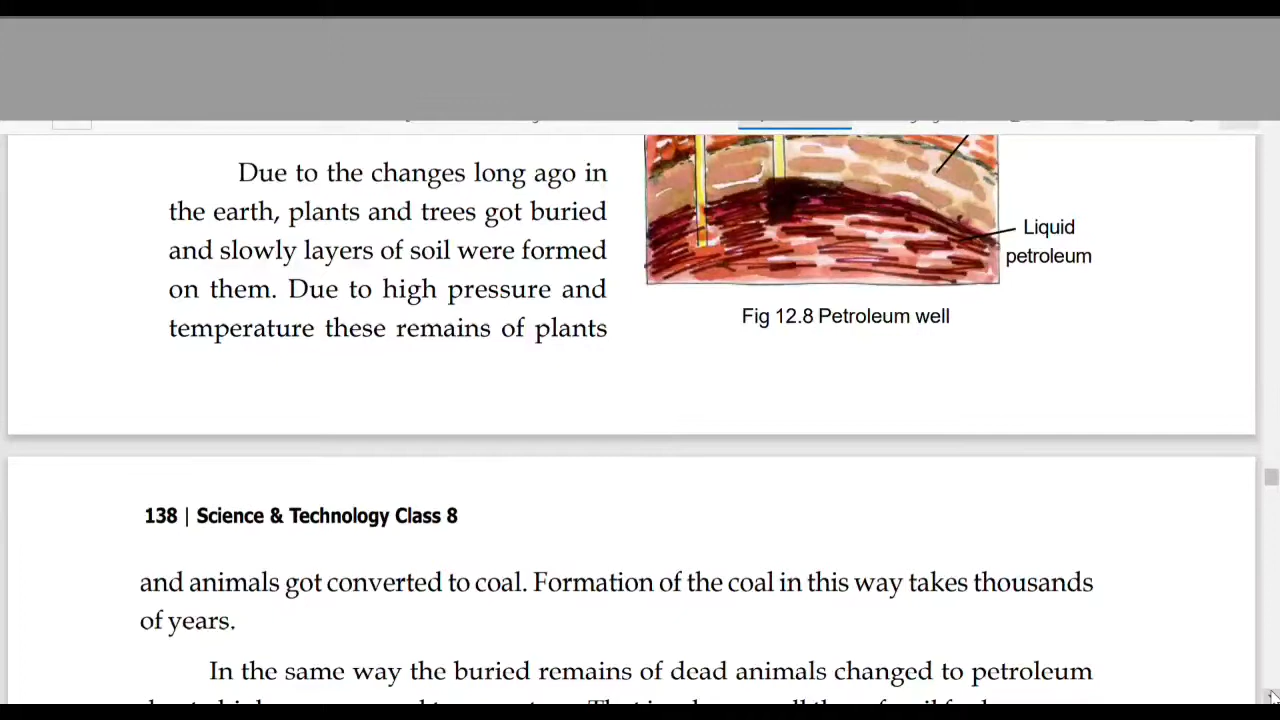 Due to the changes long ago in
the earth, plants and trees got buried
and slowly layers of soil were formed
on them. Due to high pressure and
temperature these remains of plants
Liquid
petroleum
Fig 12.8 Petroleum well
138 | Science & Technology Class 8
and animals got converted to coal. Formation of the coal in this way takes thousands
of years.
In the same way the buried remains of dead animals changed to petroleum